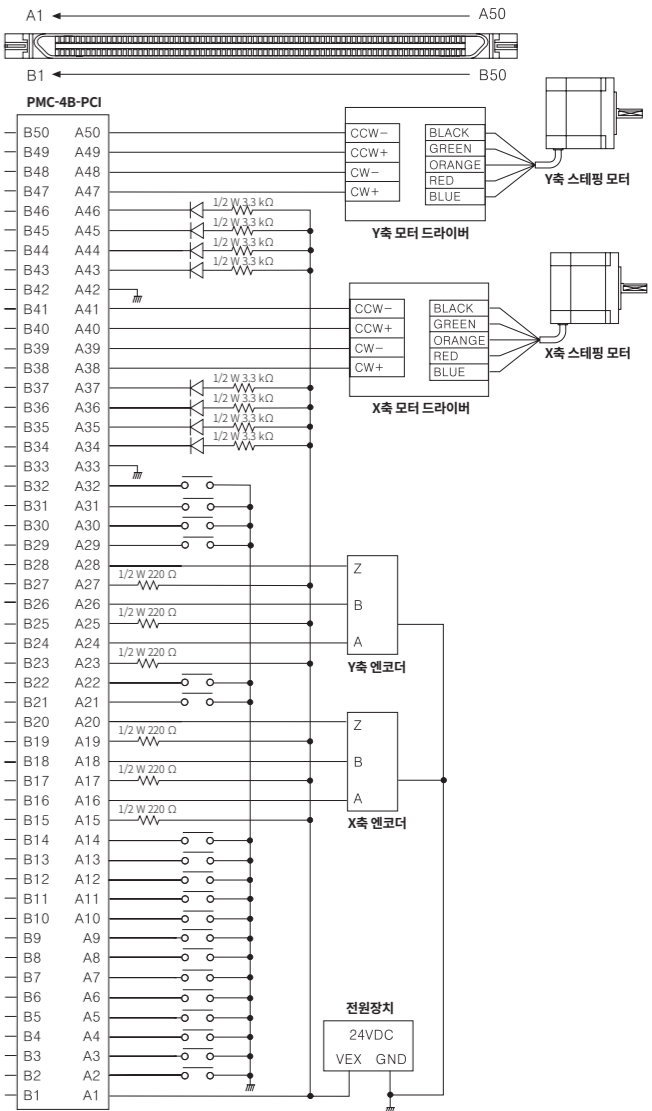 A1 A50
B1 B50
PMC-4B-PCI
B50 A50 CCW− BLACK
B49 A49 CCW+ GREEN
B48 A48 CW− ORANGE
B47 A47 CW+ RED
BLUE
Y축 스테핑 모터
Y축 모터 드라이버
B46 A46 1/2 W 3.3 kΩ
B45 A45 1/2 W 3.3 kΩ
B44 A44 1/2 W 3.3 kΩ
B43 A43 1/2 W 3.3 kΩ
B42 A42
B41 A41 CCW− BLACK
B40 A40 CCW+ GREEN
B39 A39 CW− ORANGE
B38 A38 CW+ RED
BLUE
X축 스테핑 모터
X축 모터 드라이버
B37 A37 1/2 W 3.3 kΩ
B36 A36 1/2 W 3.3 kΩ
B35 A35 1/2 W 3.3 kΩ
B34 A34 1/2 W 3.3 kΩ
B33 A33
B32 A32
B31 A31
B30 A30
B29 A29
B28 A28 Z
B27 A27 1/2 W 220 Ω
B26 A26 B
B25 A25 1/2 W 220 Ω
B24 A24 A
B23 A23 1/2 W 220 Ω
Y축 엔코더
B22 A22
B21 A21
B20 A20 Z
B19 A19 1/2 W 220 Ω
B18 A18 B
B17 A17 1/2 W 220 Ω
B16 A16 A
B15 A15 1/2 W 220 Ω
X축 엔코더
B14 A14
B13 A13
B12 A12
B11 A11
B10 A10
B9 A9
B8 A8
B7 A7
B6 A6
B5 A5
B4 A4
B3 A3
B2 A2
B1 A1
전원장치
24VDC
VEX GND